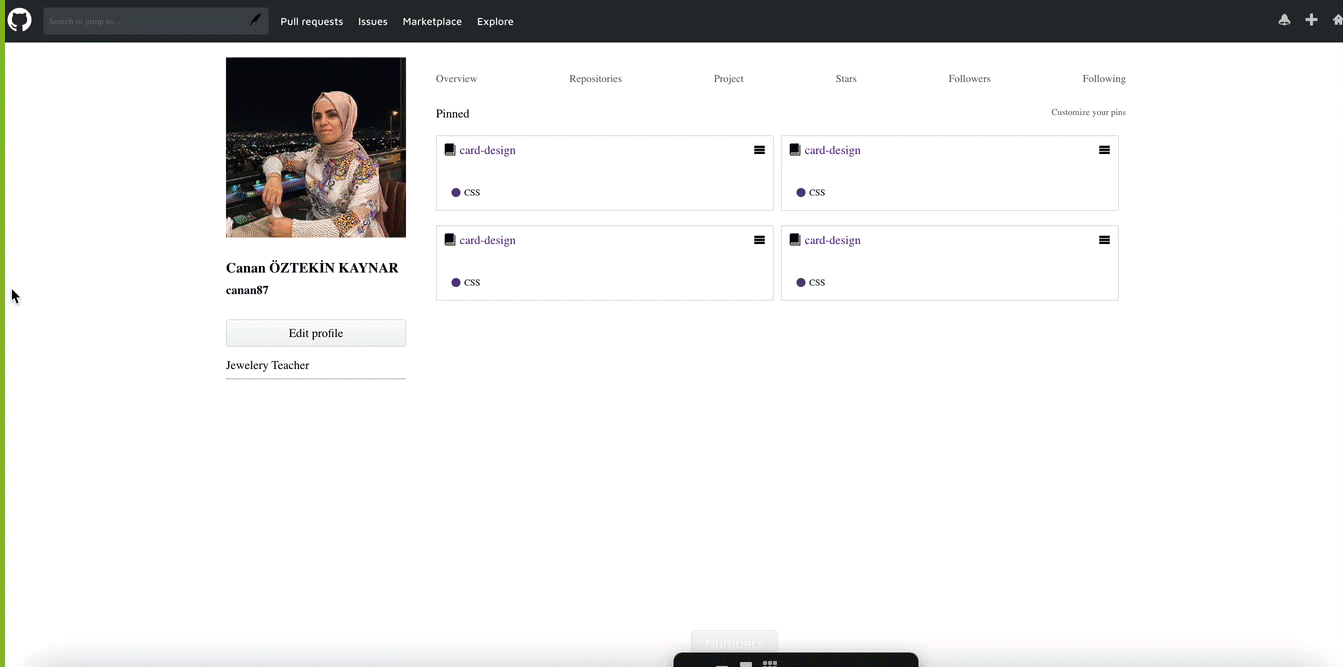 Search or jump to...
Pull requests Issues Marketplace Explore
Overview Repositories Project Stars Followers Following
Pinned Customize your pins
card-design card-design
CSS CSS
card-design card-design
CSS CSS
Canan ÖZTEKİN KAYNAR
canan87
Edit profile
Jewelery Teacher
Numbers